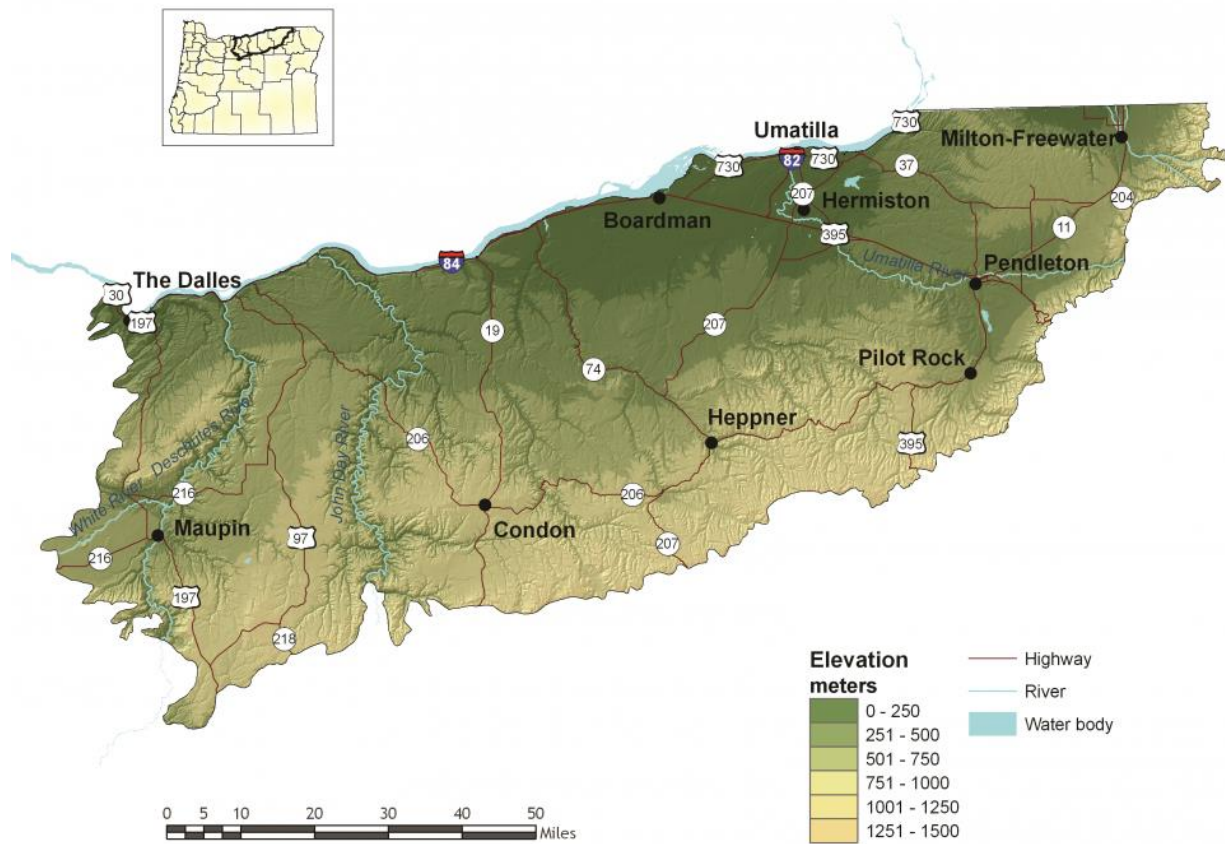 730
Umatilla
730
82
730
Milton-Freewater
37
207
204
Boardman
Hermiston
11
395
84
Umatilla River
Pendleton
The Dalles
30
197
19
207
74
Pilot Rock
Heppner
206
395
Deschutes River
John Day River
White River
216
206
Condon
Maupin
97
216
207
197
218
Elevation
meters
0 - 250
251 - 500
501 - 750
751 - 1000
1001 - 1250
1251 - 1500
Highway
River
Water body
0 5 10 20 30 40 50
Miles